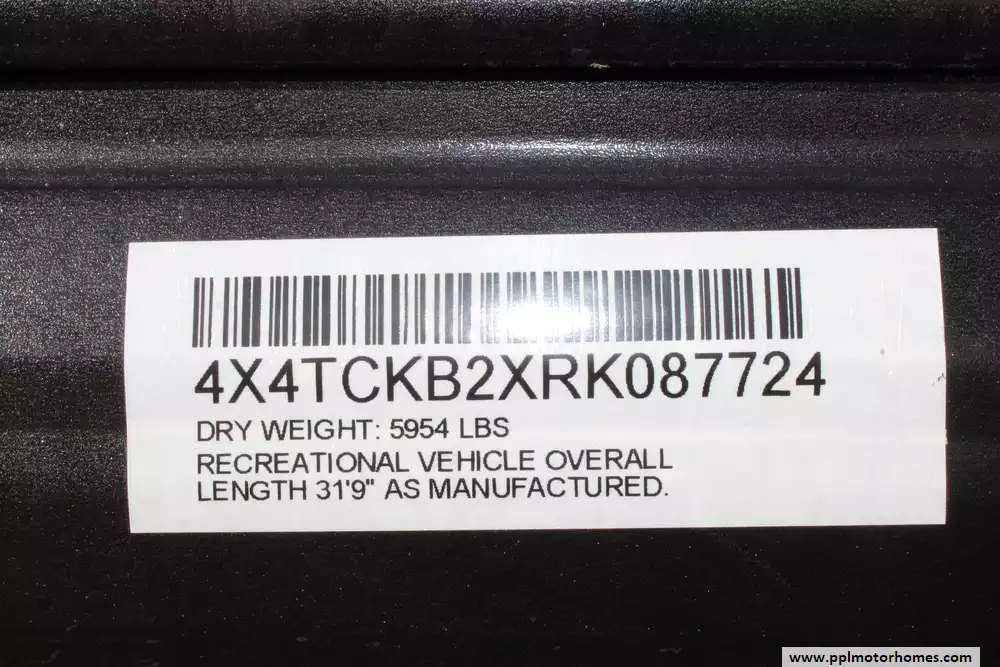 4X4TCKB2XRK087724
DRY WEIGHT: 5954 LBS
RECREATIONAL VEHICLE OVERALL
LENGTH 31'9" AS MANUFACTURED.
www.pplmotorhomes.com